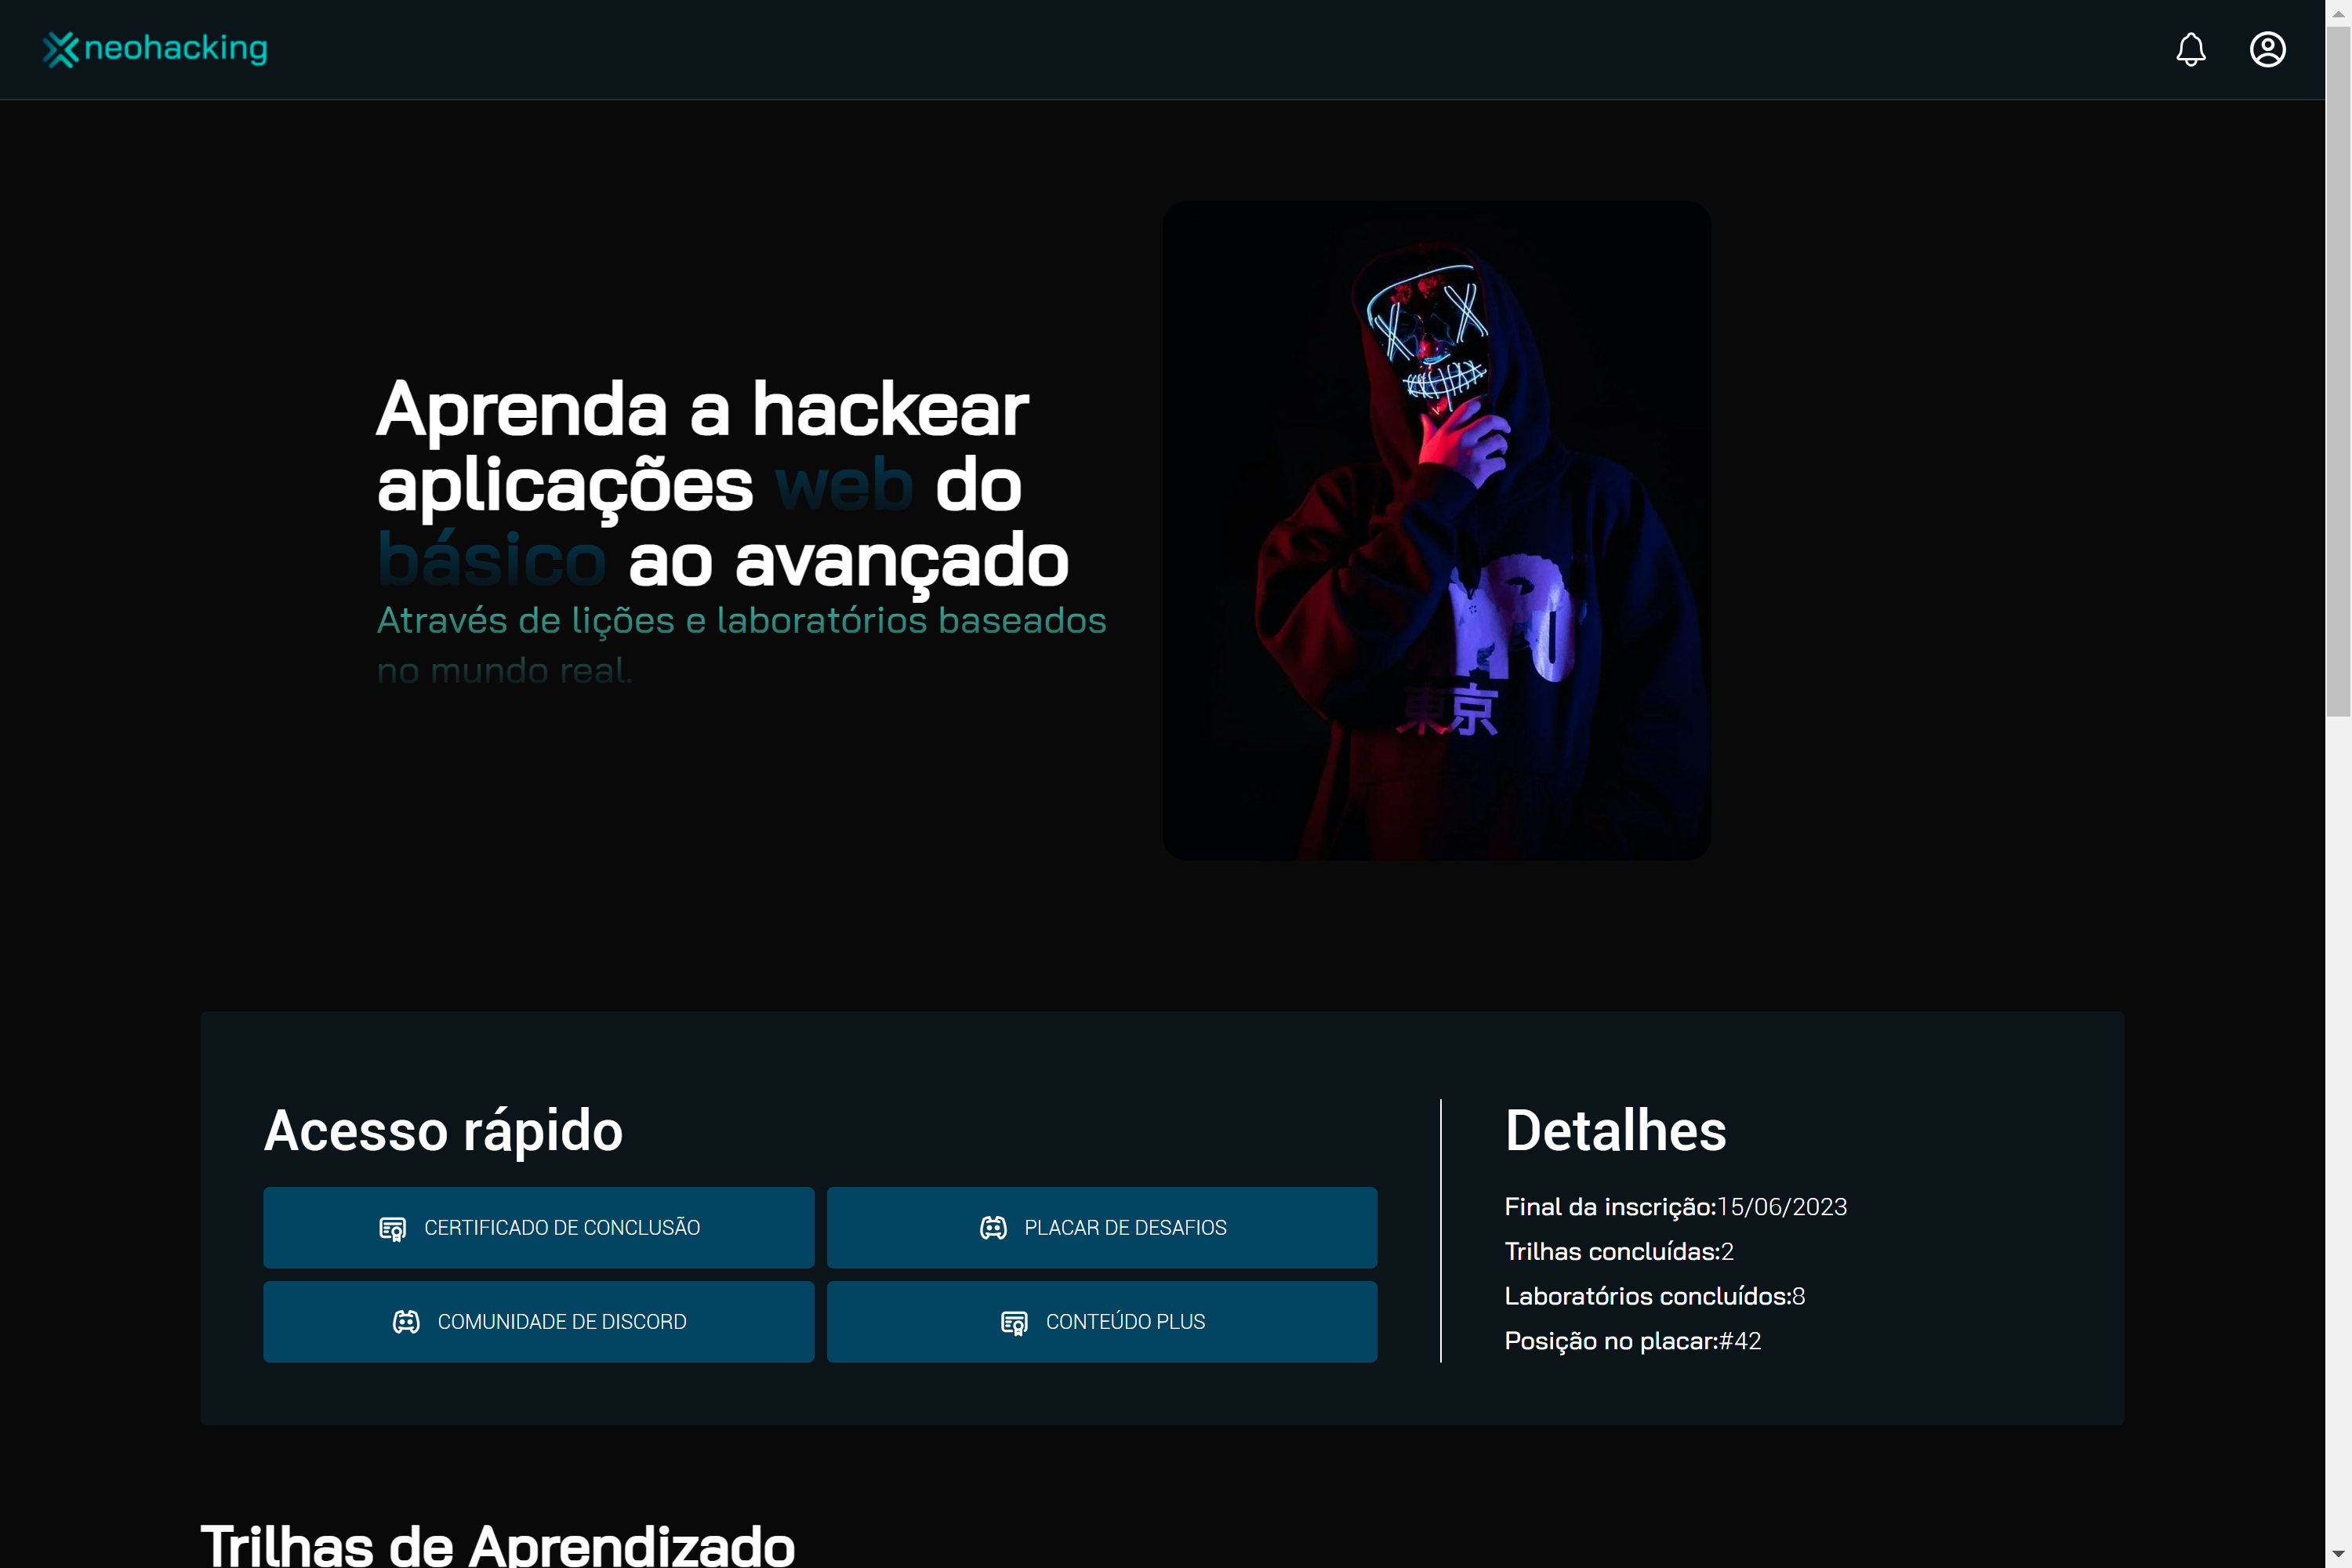 neohacking
Aprenda a hackear
aplicações web do
básico ao avançado
Através de lições e laboratórios baseados
no mundo real.
東京
Acesso rápido
CERTIFICADO DE CONCLUSÃO
PLACAR DE DESAFIOS
COMUNIDADE DE DISCORD
CONTEÚDO PLUS
Detalhes
Final da inscrição:15/06/2023
Trilhas concluídas:2
Laboratórios concluídos:8
Posição no placar:#42
Trilhas de Aprendizado